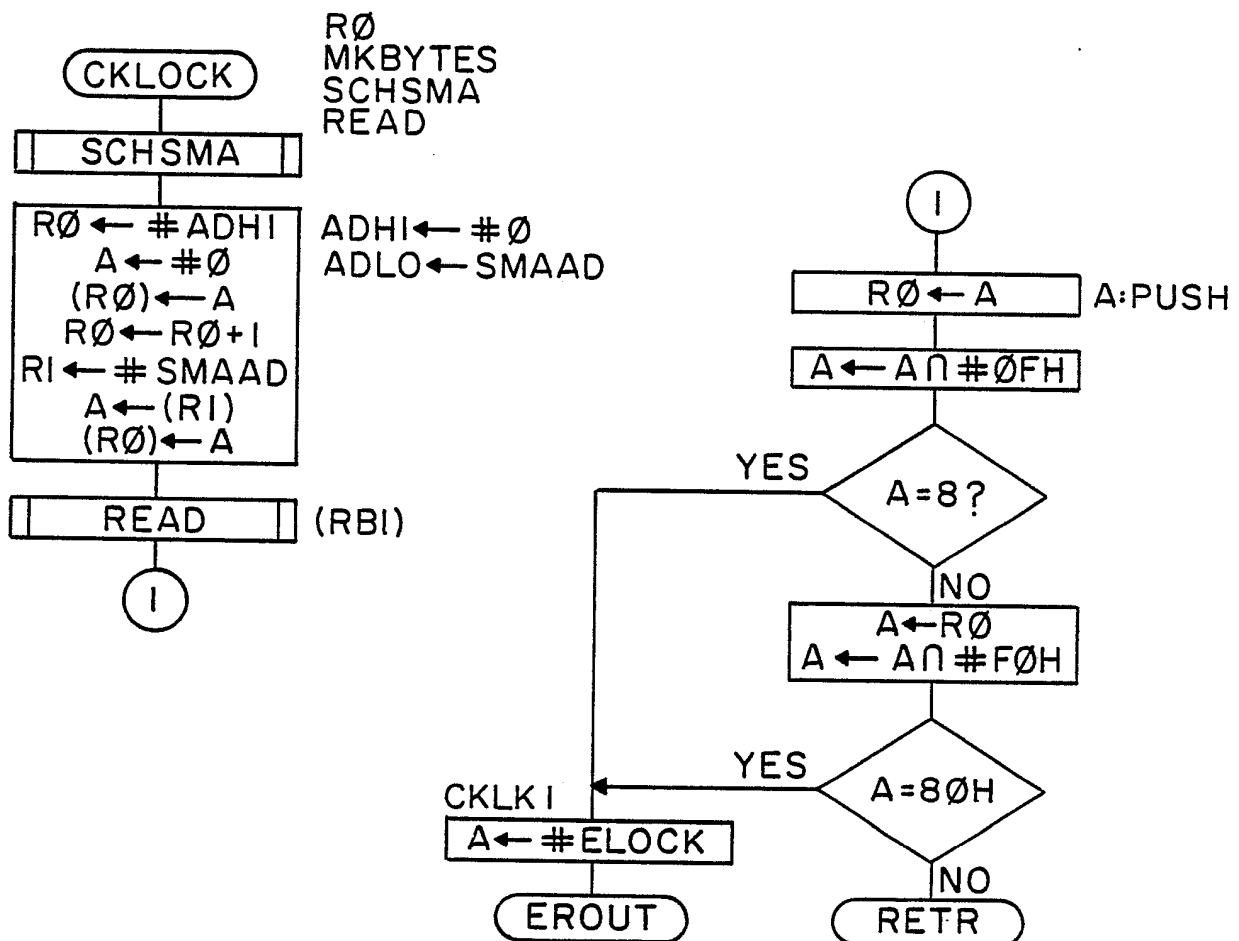 CKLOCK
RØ
MKBYTES
SCHSMA
READ
SCHSMA
RØ ← #ADHI
A ← #Ø
(RØ) ← A
RØ ← RØ+1
R1 ← #SMAAD
A ← (R1)
(RØ) ← A
ADHI ← #Ø
ADLO ← SMAAD
READ
(RB1)
1
1
RØ ← A
A:PUSH
A ← A∩#ØFH
A=8?
YES
NO
A←RØ
A ← A∩#FØH
A=8ØH
YES
NO
CKLK1
A ← #ELOCK
EROUT
RETR